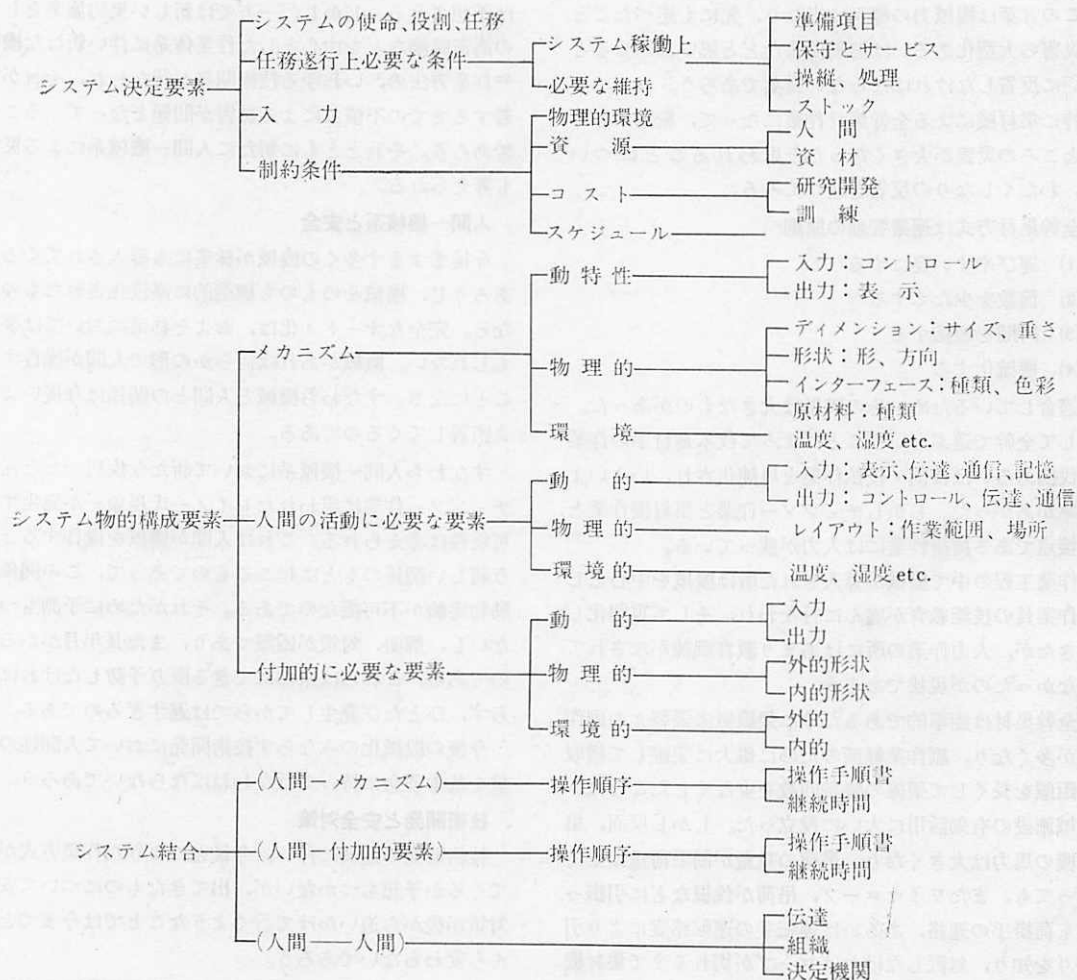 システム決定要素
システムの使命，役割，任務
任務遂行上必要な条件
システム稼働上
準備項目
保守とサービス
操縦，処理
ストック
必要な維持
入　力
制約条件
物理的環境
資　源
人　間
資　材
コスト
研究開発
訓　練
スケジュール
システム物的構成要素
メカニズム
動特性
入力：コントロール
出力：表　示
物理的
ディメンション：サイズ、重さ
形状：形、方向
インターフェース：種類、色彩
原材料：種類
環　境
温度、湿度 etc.
人間の活動に必要な要素
動　的
入力：表示，伝達，通信，記憶
出力：コントロール、伝達，通信
物理的
レイアウト：作業範囲、場所
環境的
温度、湿度etc.
付加的に必要な要素
動　的
入力
出力
物理的
外的形状
内的形状
環境的
外的
内的
システム結合
(人間—メカニズム)
操作順序
操作手順書
継続時間
(人間—付加的要素)
操作順序
操作手順書
継続時間
(人間——人間)
伝達
組織
決定機関